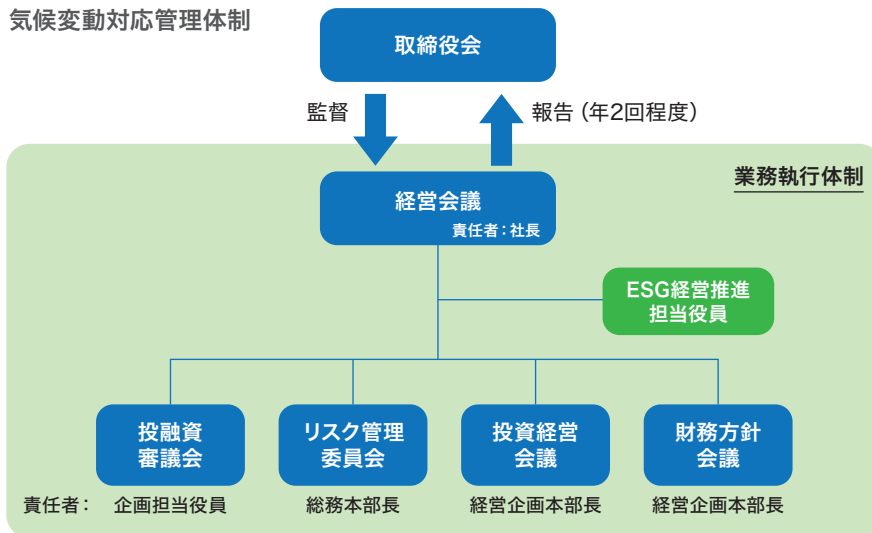 気候変動対応管理体制
取締役会
監督
報告（年2回程度）
業務執行体制
経営会議
責任者：社長
ESG経営推進
担当役員
投融資
審議会
リスク管理
委員会
投資経営
会議
財務方針
会議
責任者： 企画担当役員 総務本部長 経営企画本部長 経営企画本部長